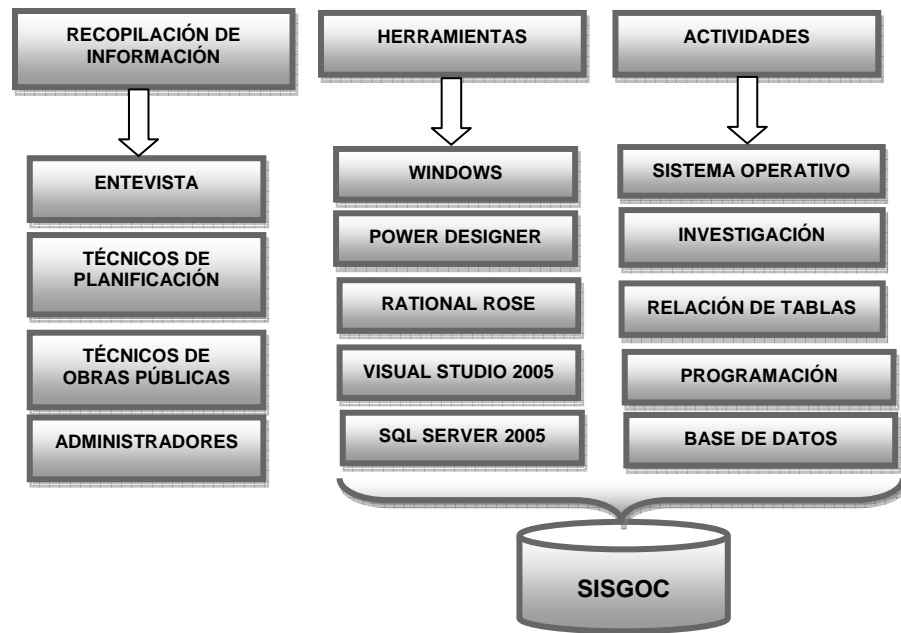 RECOPILACIÓN DE
INFORMACIÓN
ENTEVISTA
TÉCNICOS DE
PLANIFICACIÓN
TÉCNICOS DE
OBRAS PÚBLICAS
ADMINISTRADORES
HERRAMIENTAS
WINDOWS
POWER DESIGNER
RATIONAL ROSE
VISUAL STUDIO 2005
SQL SERVER 2005
ACTIVIDADES
SISTEMA OPERATIVO
INVESTIGACIÓN
RELACIÓN DE TABLAS
PROGRAMACIÓN
BASE DE DATOS
SISGOC